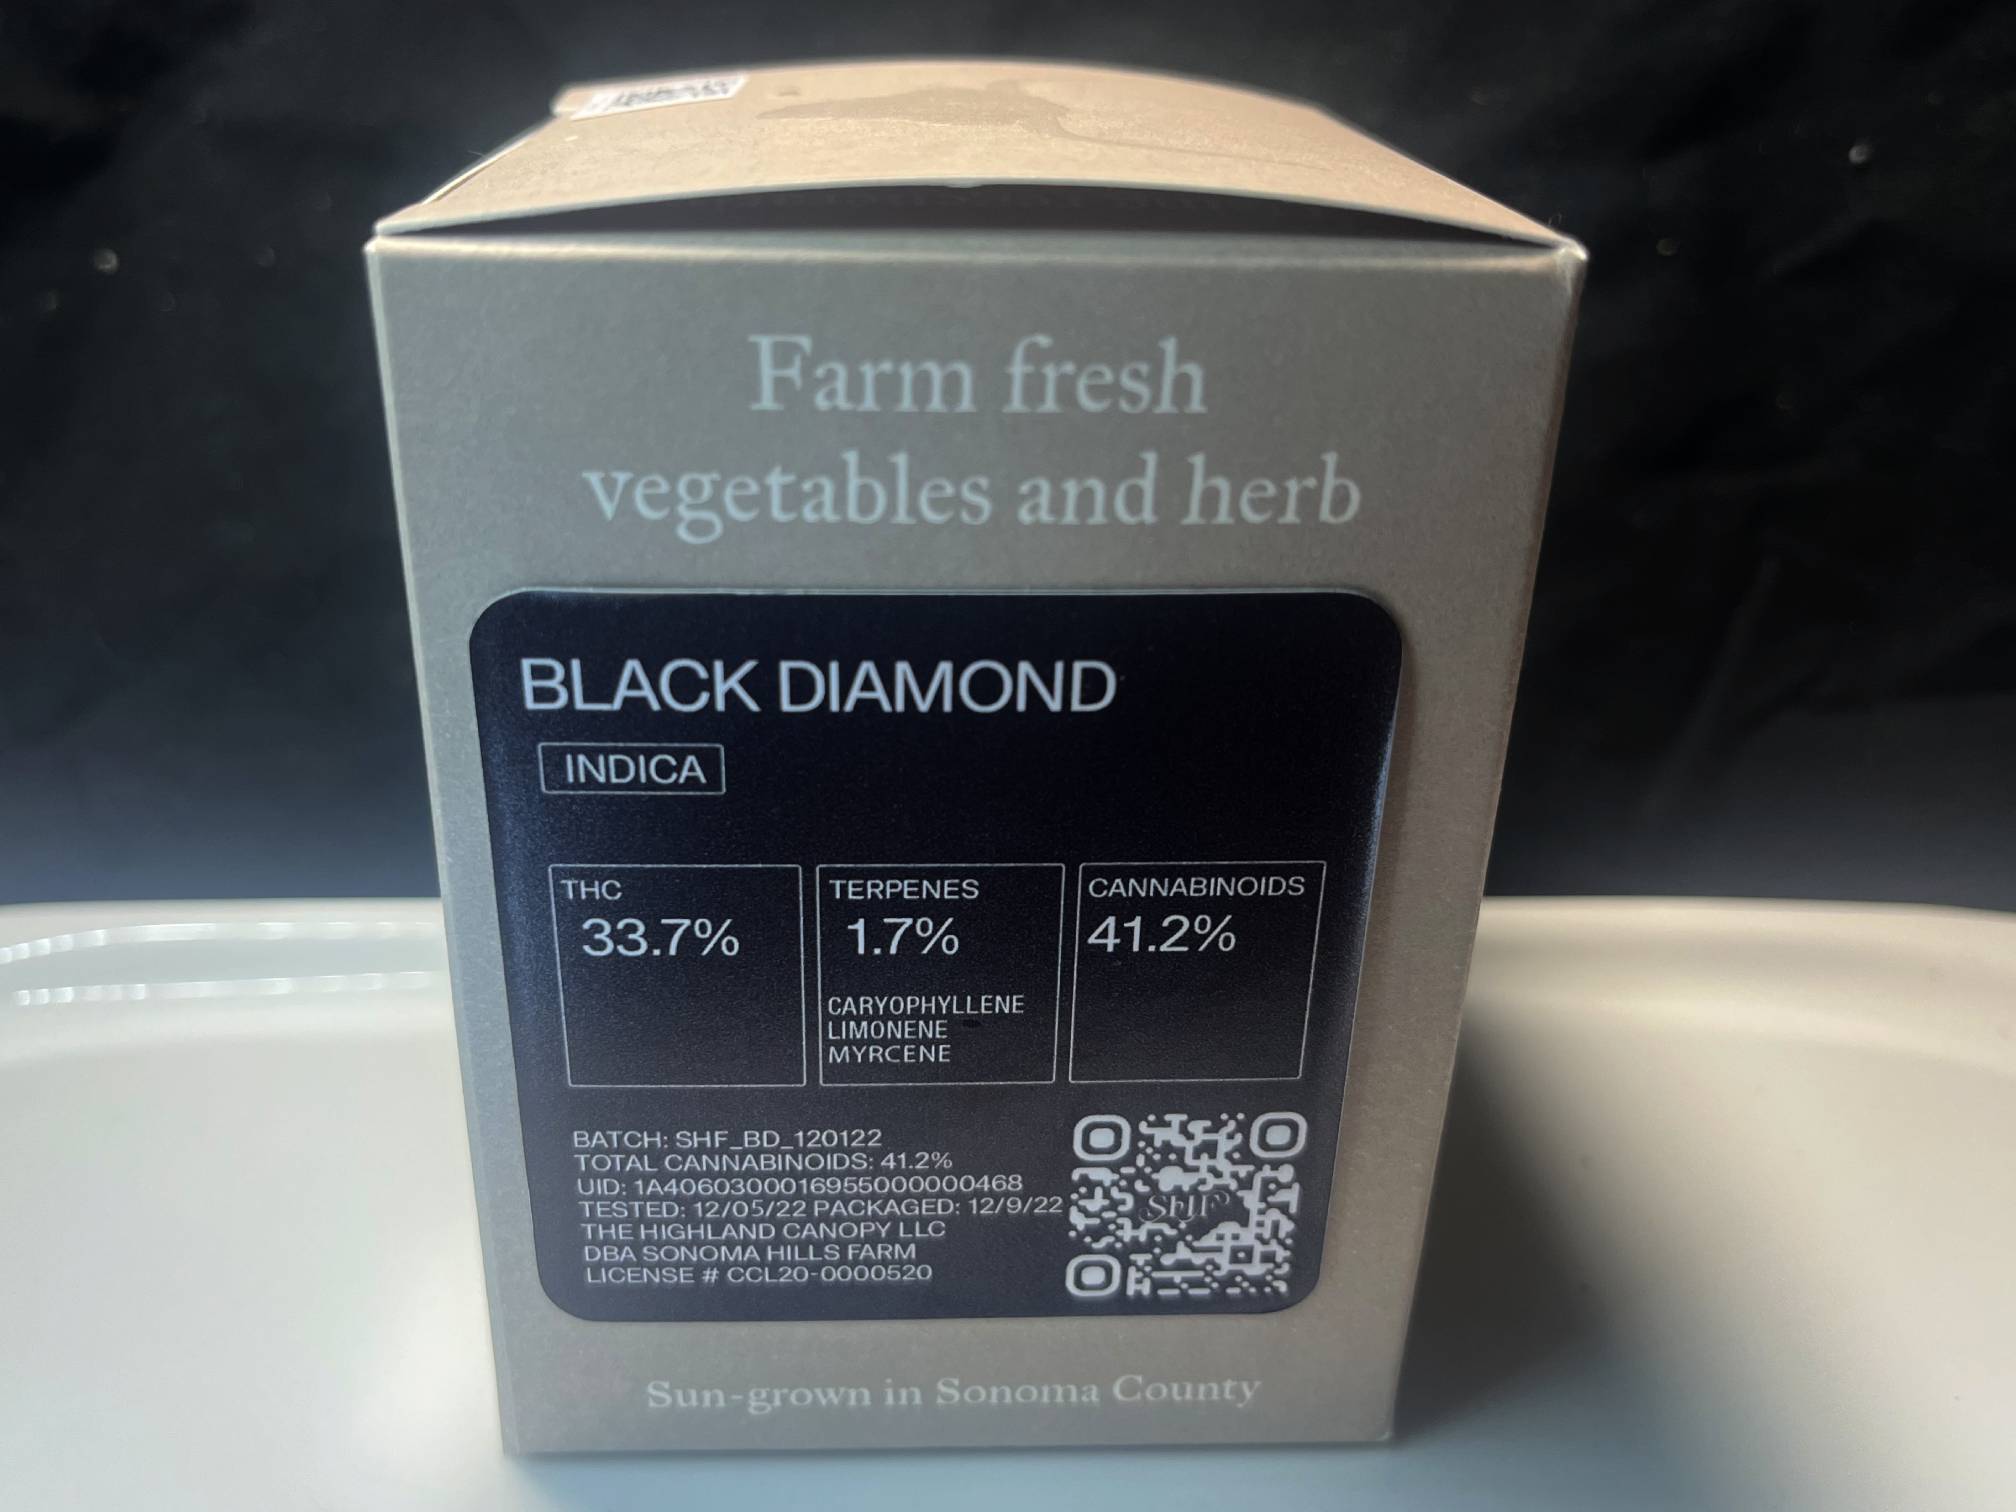 Farm fresh
vegetables and herb
BLACK DIAMOND
INDICA
THC
33.7%
TERPENES
1.7%
CARYOPHYLLENE
LIMONENE
MYRCENE
CANNABINOIDS
41.2%
BATCH: SHF_BD_120122
TOTAL CANNABINOIDS: 41.2%
UID: 1A4060300016955000000468
TESTED: 12/05/22 PACKAGED: 12/9/22
THE HIGHLAND CANOPY LLC
DBA SONOMA HILLS FARM
LICENSE # CCL20-0000520
SHF
Sun-grown in Sonoma County